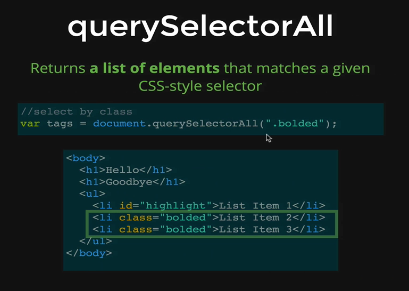 querySelectorAll
Returns a list of elements that matches a given
CSS-style selector
//select by class
var tags = document.querySelectorAll(".bolded");
<body>
<h1>Hello</h1>
<h1>Goodbye</h1>
<ul>
<li id="highlight">List Item 1</li>
<li class="bolded">List Item 2</li>
<li class="bolded">List Item 3</li>
</ul>
</body>